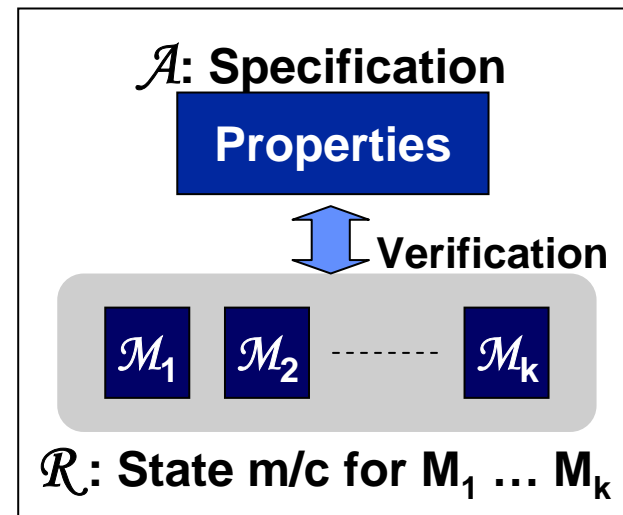 𝒜: Specification
Properties
Verification
ℳ₁ ℳ₂ -------- ℳₖ
ℛ: State m/c for M₁ … Mₖ